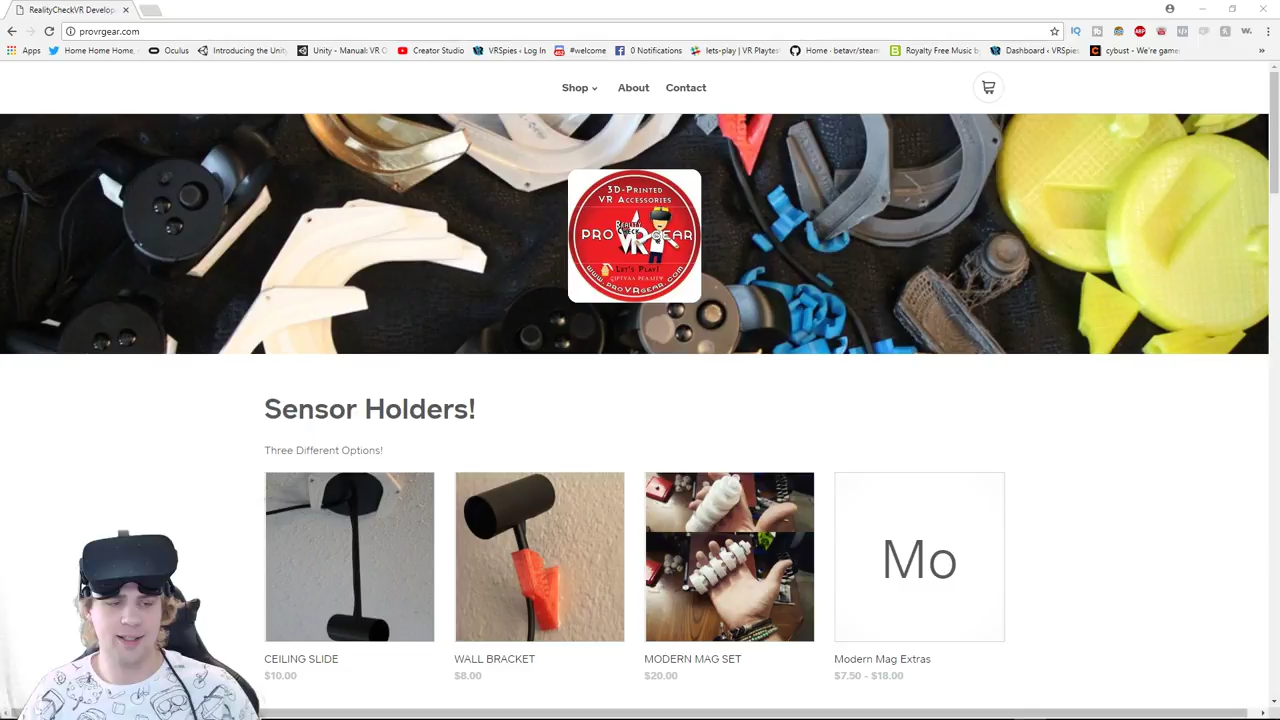 RealityCheckVR Develop
provrgear.com
Apps
Home Home Home,
Oculus
Introducing the Unit
Unity - Manual: VR O
Creator Studio
VRSpies ‹ Log In
#welcome
0 Notifications
lets-play | VR Playtes
Home · betavr/steam
Royalty Free Music b
Dashboard ‹ VRSpies
cybust - We're game
»
Shop
About
Contact
3D-Printed
VR Accessories
Reality
Check
PRO VR GEAR
Let's Play!
www.proVRgear.com
Sensor Holders!
Three Different Options!
Mo
CEILING SLIDE
WALL BRACKET
MODERN MAG SET
Modern Mag Extras
$10.00
$8.00
$20.00
$7.50 - $18.00